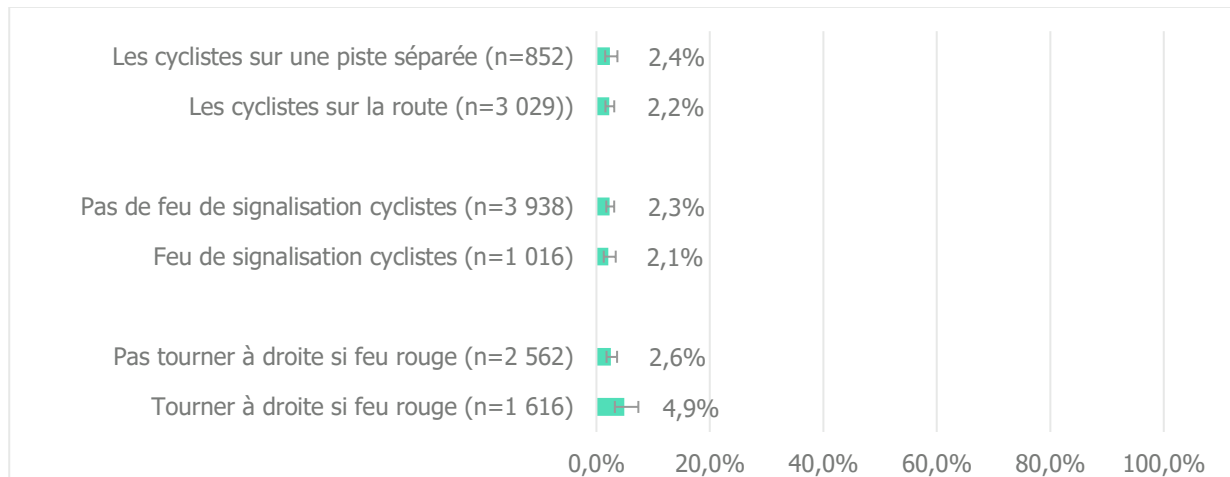 Les cyclistes sur une piste séparée (n=852) 2,4%
Les cyclistes sur la route (n=3 029)) 2,2%
Pas de feu de signalisation cyclistes (n=3 938) 2,3%
Feu de signalisation cyclistes (n=1 016) 2,1%
Pas tourner à droite si feu rouge (n=2 562) 2,6%
Tourner à droite si feu rouge (n=1 616) 4,9%
0,0% 20,0% 40,0% 60,0% 80,0% 100,0%